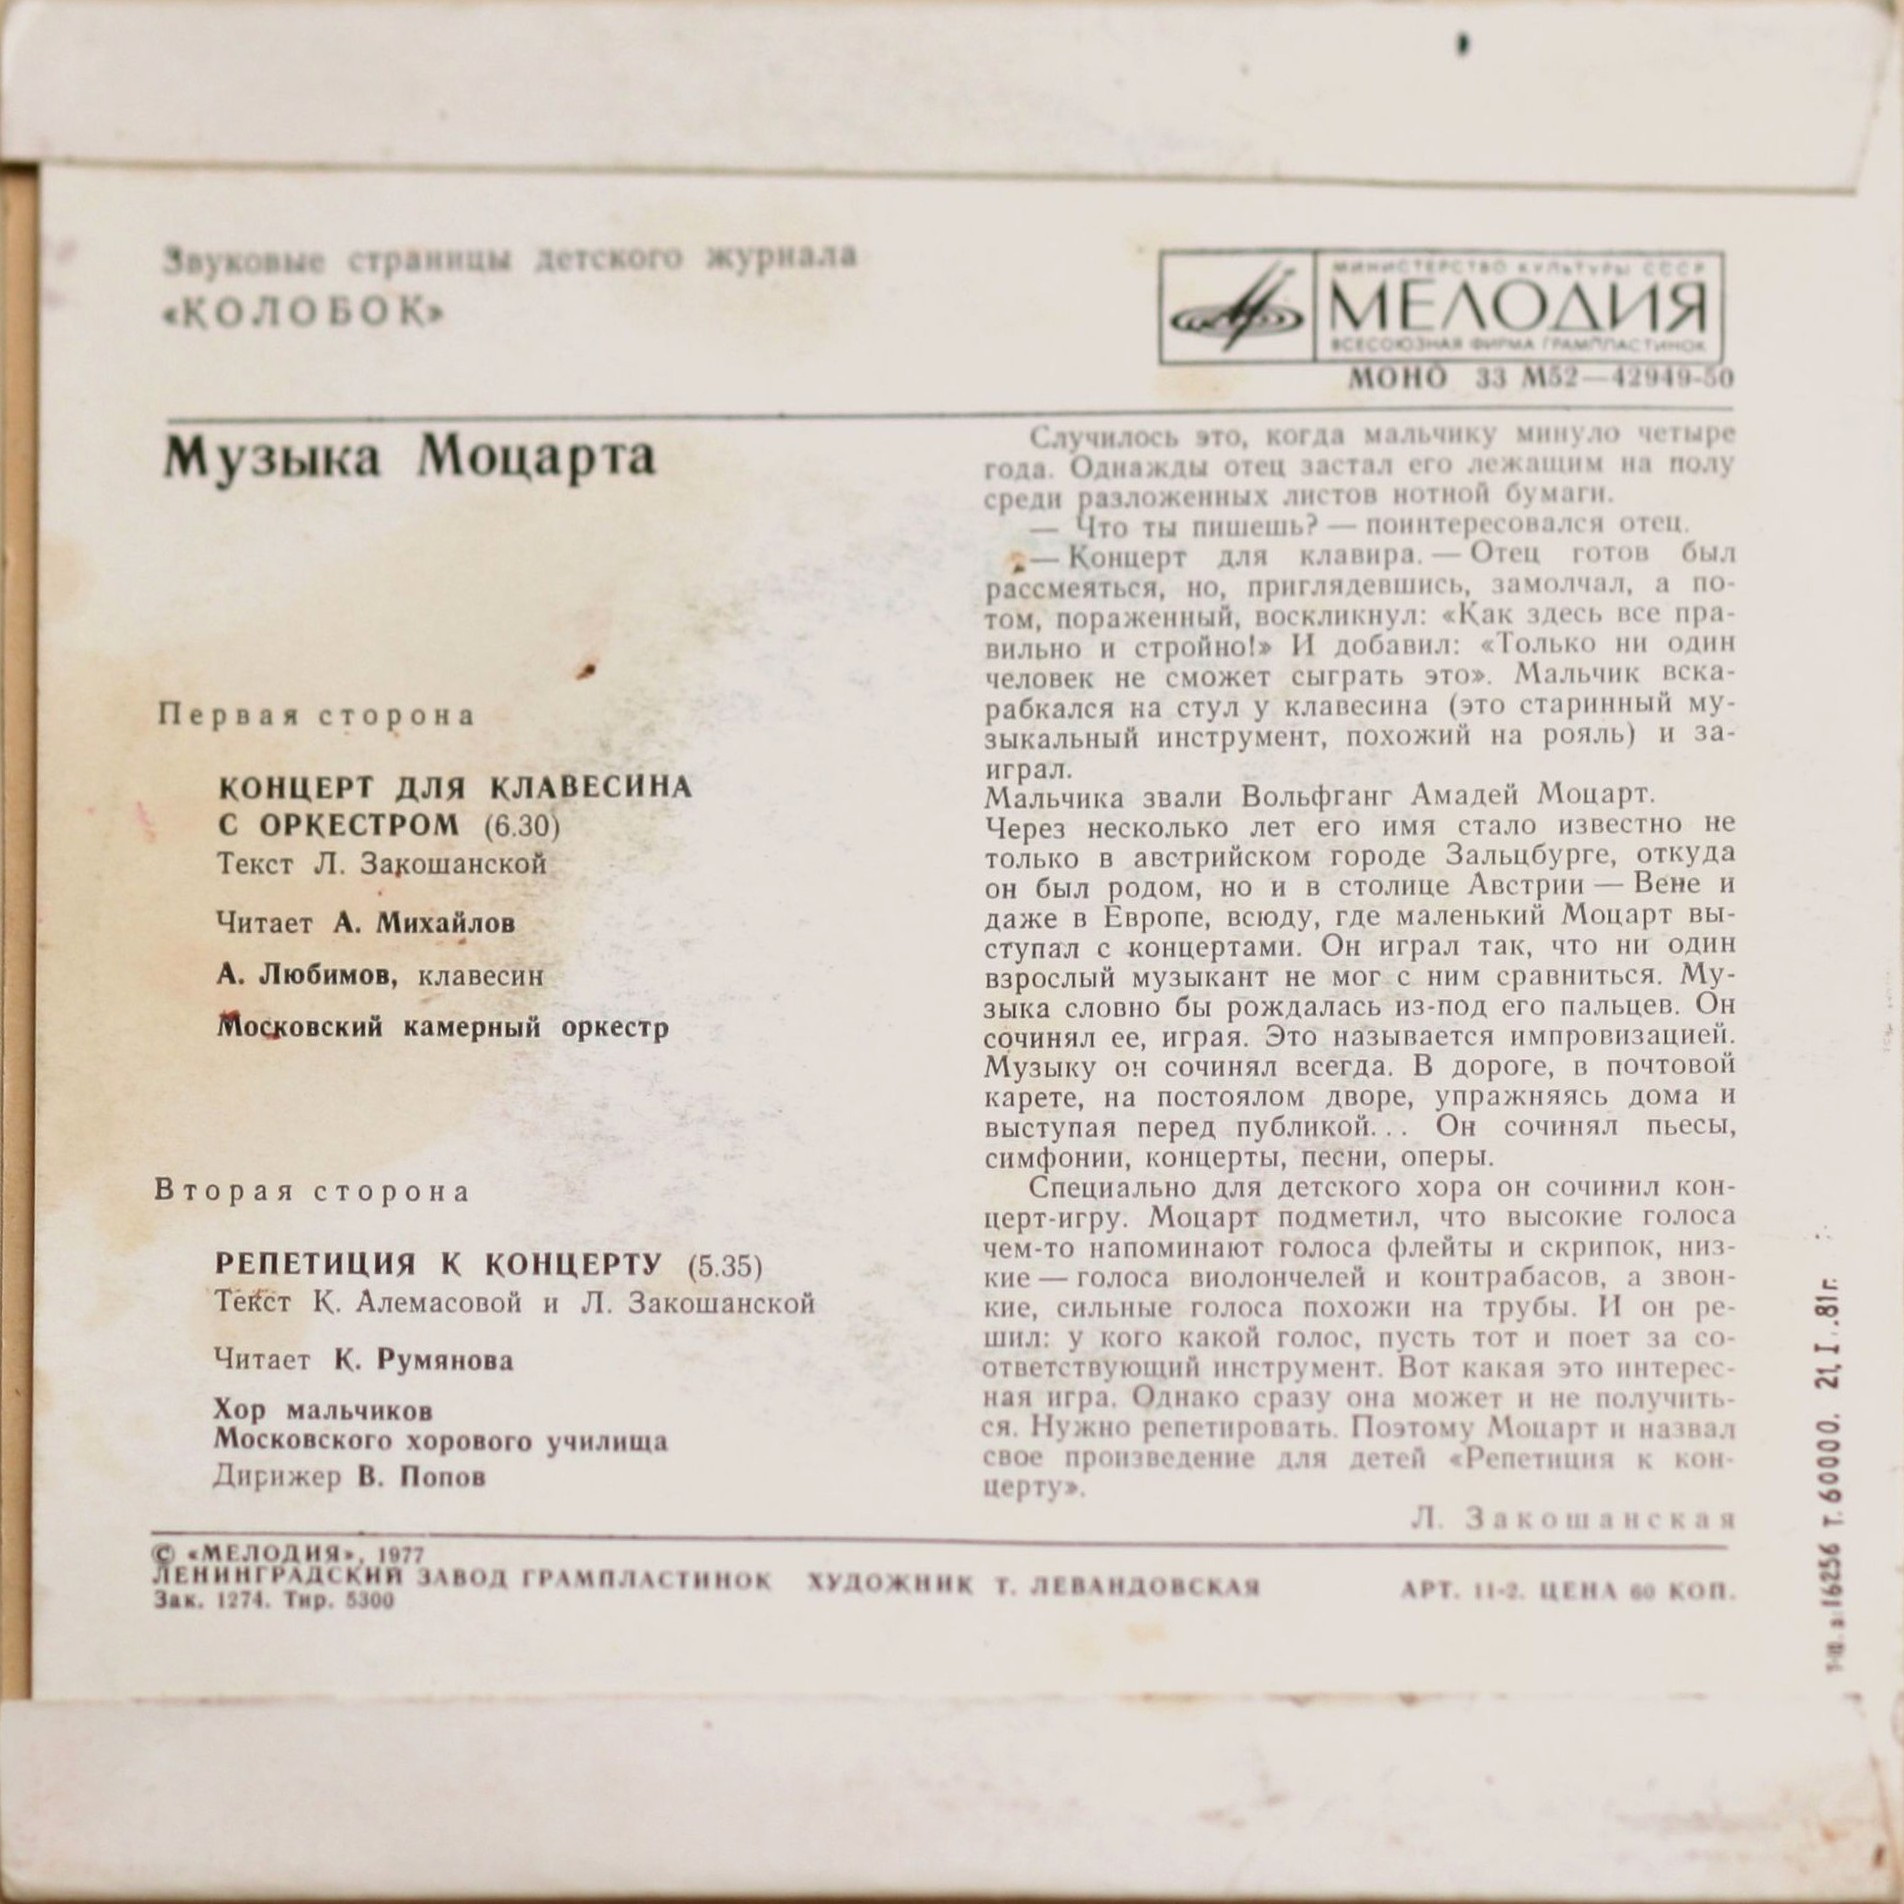 Звуковые страницы детского журнала
«КОЛОБОК»
МИНИСТЕРСТВО КУЛЬТУРЫ СССР
МЕЛОДИЯ
ВСЕСОЮЗНАЯ ФИРМА ГРАМПЛАСТИНОК
МОНО 33 М52—42949-50
Музыка Моцарта
Первая сторона
КОНЦЕРТ ДЛЯ КЛАВЕСИНА
С ОРКЕСТРОМ (6.30)
Текст Л. Закошанской
Читает А. Михайлов
А. Любимов, клавесин
Московский камерный оркестр
Вторая сторона
РЕПЕТИЦИЯ К КОНЦЕРТУ (5.35)
Текст К. Алемасовой и Л. Закошанской
Читает К. Румянова
Хор мальчиков
Московского хорового училища
Дирижер В. Попов
Случилось это, когда мальчику минуло четыре
года. Однажды отец застал его лежащим на полу
среди разложенных листов нотной бумаги.
— Что ты пишешь? — поинтересовался отец.
— Концерт для клавира. — Отец готов был
рассмеяться, но, приглядевшись, замолчал, а по-
том, пораженный, воскликнул: «Как здесь все пра-
вильно и стройно!» И добавил: «Только ни один
человек не сможет сыграть это». Мальчик вска-
рабкался на стул у клавесина (это старинный му-
зыкальный инструмент, похожий на рояль) и за-
играл.
Мальчика звали Вольфганг Амадей Моцарт.
Через несколько лет его имя стало известно не
только в австрийском городе Зальцбурге, откуда
он был родом, но и в столице Австрии — Вене и
даже в Европе, всюду, где маленький Моцарт вы-
ступал с концертами. Он играл так, что ни один
взрослый музыкант не мог с ним сравниться. Му-
зыка словно бы рождалась из-под его пальцев. Он
сочинял ее, играя. Это называется импровизацией.
Музыку он сочинял всегда. В дороге, в почтовой
карете, на постоялом дворе, упражняясь дома и
выступая перед публикой... Он сочинял пьесы,
симфонии, концерты, песни, оперы.
Специально для детского хора он сочинил кон-
церт-игру. Моцарт подметил, что высокие голоса
чем-то напоминают голоса флейты и скрипок, низ-
кие — голоса виолончелей и контрабасов, а звон-
кие, сильные голоса похожи на трубы. И он ре-
шил: у кого какой голос, пусть тот и поет за со-
ответствующий инструмент. Вот какая это интерес-
ная игра. Однако сразу она может и не получить-
ся. Нужно репетировать. Поэтому Моцарт и назвал
свое произведение для детей «Репетиция к кон-
церту».
Л. Закошанская
© «МЕЛОДИЯ», 1977
ЛЕНИНГРАДСКИЙ ЗАВОД ГРАМПЛАСТИНОК ХУДОЖНИК Т. ЛЕВАНДОВСКАЯ
Зак. 1274. Тир. 5300
АРТ. 11-2. ЦЕНА 60 КОП.
16256 т. 60000. 21.I.81г.